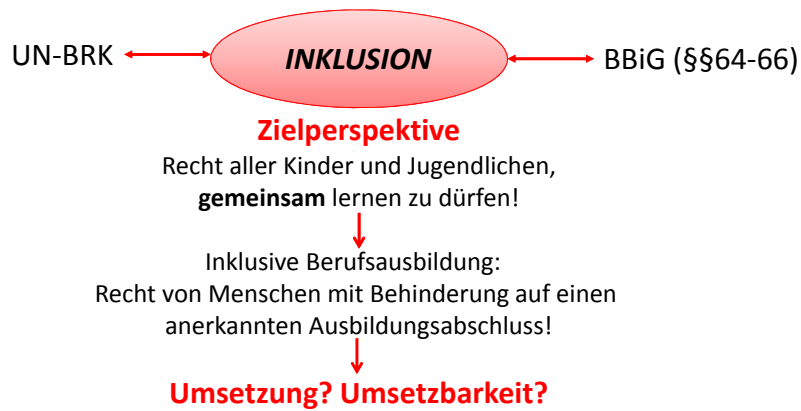 UN-BRK INKLUSION BBiG (§§64-66)
Zielperspektive
Recht aller Kinder und Jugendlichen,
gemeinsam lernen zu dürfen!
Inklusive Berufsausbildung:
Recht von Menschen mit Behinderung auf einen
anerkannten Ausbildungsabschluss!
Umsetzung? Umsetzbarkeit?